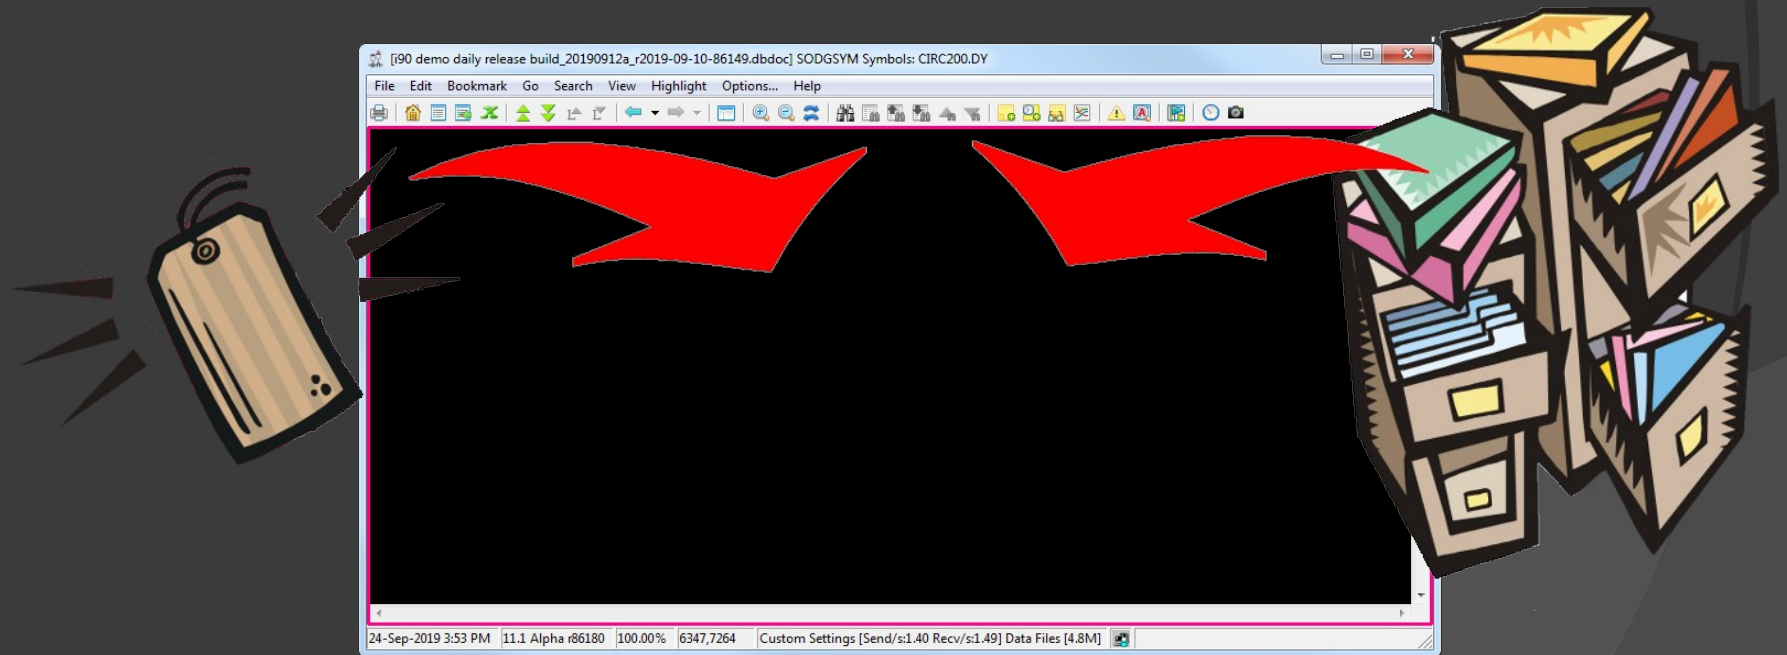 [i90 demo daily release build_20190912a_r2019-09-10-86149.dbdoc] SODGSYM Symbols: CIRC200.DY
File Edit Bookmark Go Search View Highlight Options... Help
24-Sep-2019 3:53 PM 11.1 Alpha r86180 100.00% 6347,7264 Custom Settings [Send/s:1.40 Recv/s:1.49] Data Files [4.8M]